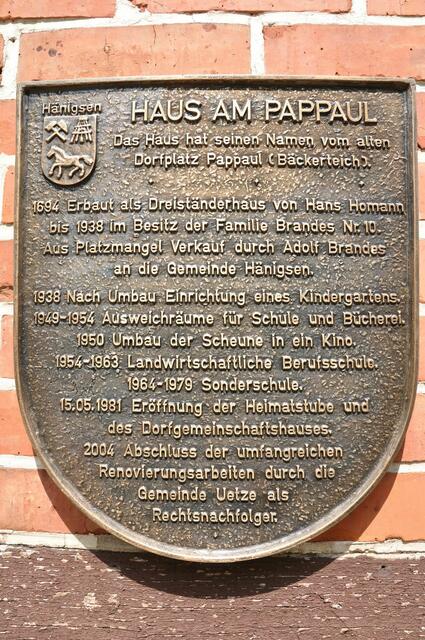 Hänigsen
HAUS AM PAPPAUL
Das Haus hat seinen Namen vom alten
Dorfplatz Pappaul (Bäckerteich).
1694 Erbaut als Dreiständerhaus von Hans Homann
bis 1938 im Besitz der Familie Brandes Nr. 10.
Aus Platzmangel Verkauf durch Adolf Brandes
an die Gemeinde Hänigsen.
1938 Nach Umbau Einrichtung eines Kindergartens.
1949-1954 Ausweichräume für Schule und Bücherei.
1950 Umbau der Scheune in ein Kino.
1954-1963 Landwirtschaftliche Berufsschule.
1964-1979 Sonderschule.
15.05.1981 Eröffnung der Heimatstube und
des Dorfgemeinschaftshauses.
2004 Abschluss der umfangreichen
Renovierungsarbeiten durch die
Gemeinde Uetze als
Rechtsnachfolger.